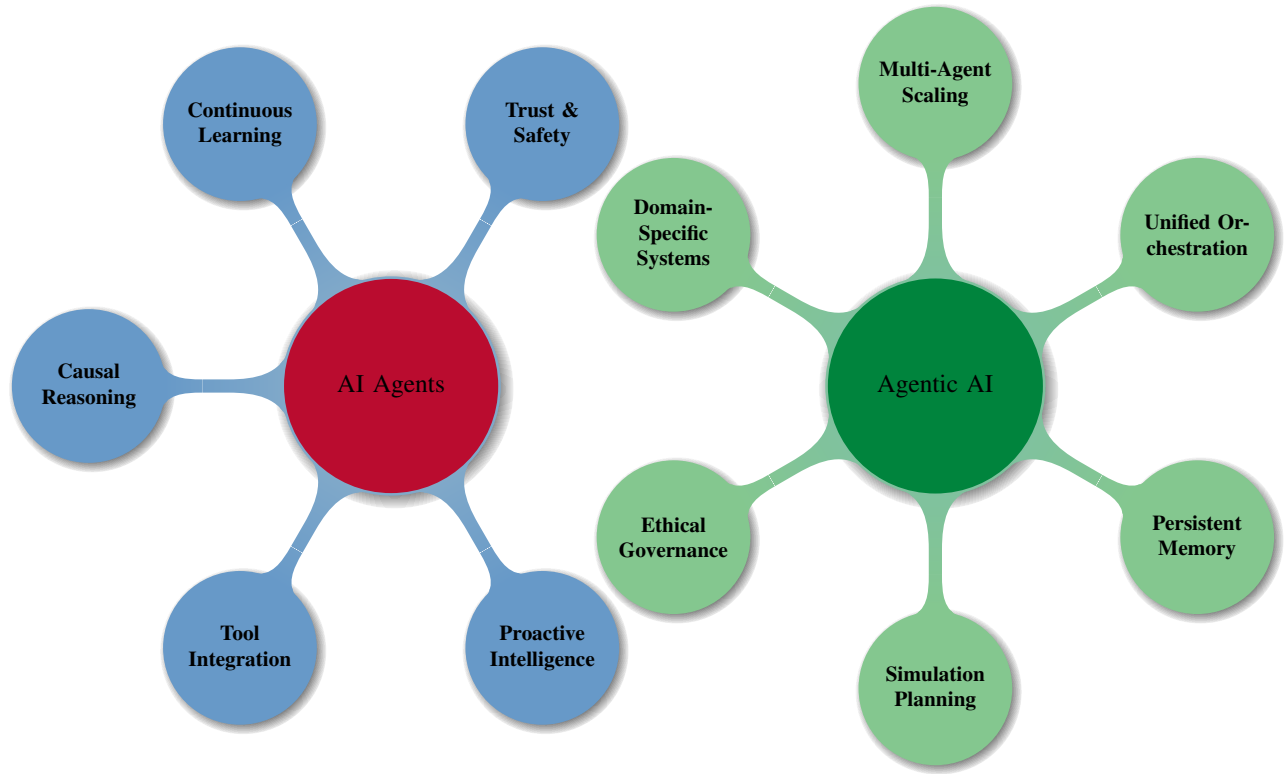 Continuous
Learning
Trust &
Safety
Causal
Reasoning
AI Agents
Tool
Integration
Proactive
Intelligence
Multi-Agent
Scaling
Domain-
Specific
Systems
Unified Or-
chestration
Agentic AI
Ethical
Governance
Persistent
Memory
Simulation
Planning